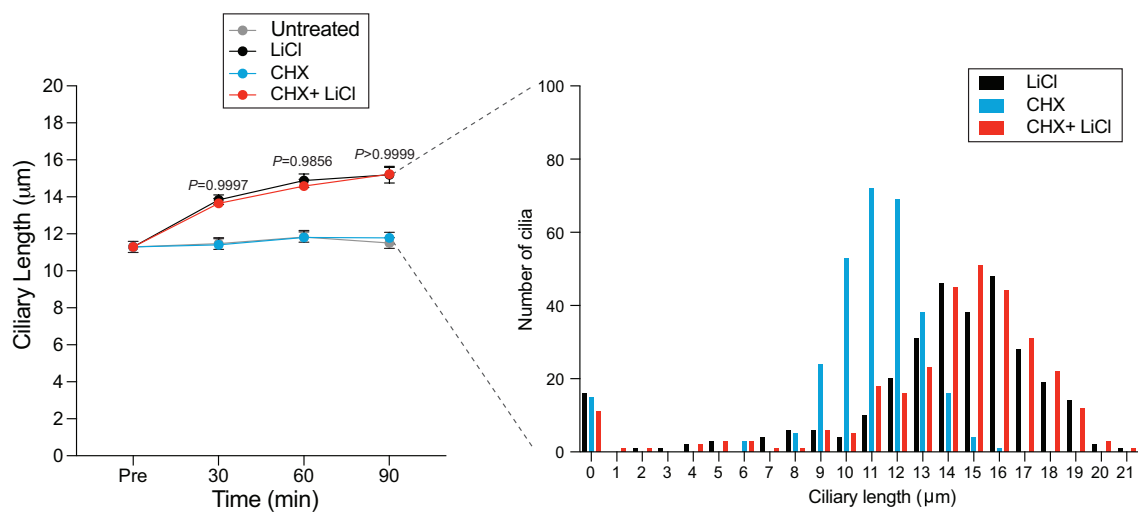 Untreated
LiCl
CHX
CHX+ LiCl
20
18
16
14
12
10
8
6
4
2
0
Ciliary Length (μm)
P=0.9997
P=0.9856
P>0.9999
Pre
30
60
90
Time (min)
LiCl
CHX
CHX+ LiCl
100
80
60
40
20
0
Number of cilia
0 1 2 3 4 5 6 7 8 9 10 11 12 13 14 15 16 17 18 19 20 21
Ciliary length (μm)